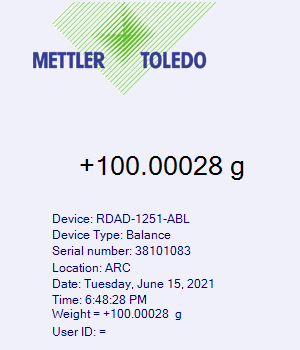 METTLER TOLEDO
+100.00028 g
Device: RDAD-1251-ABL
Device Type: Balance
Serial number: 38101083
Location: ARC
Date: Tuesday, June 15, 2021
Time: 6:48:28 PM
Weight = +100.00028 g
User ID: =